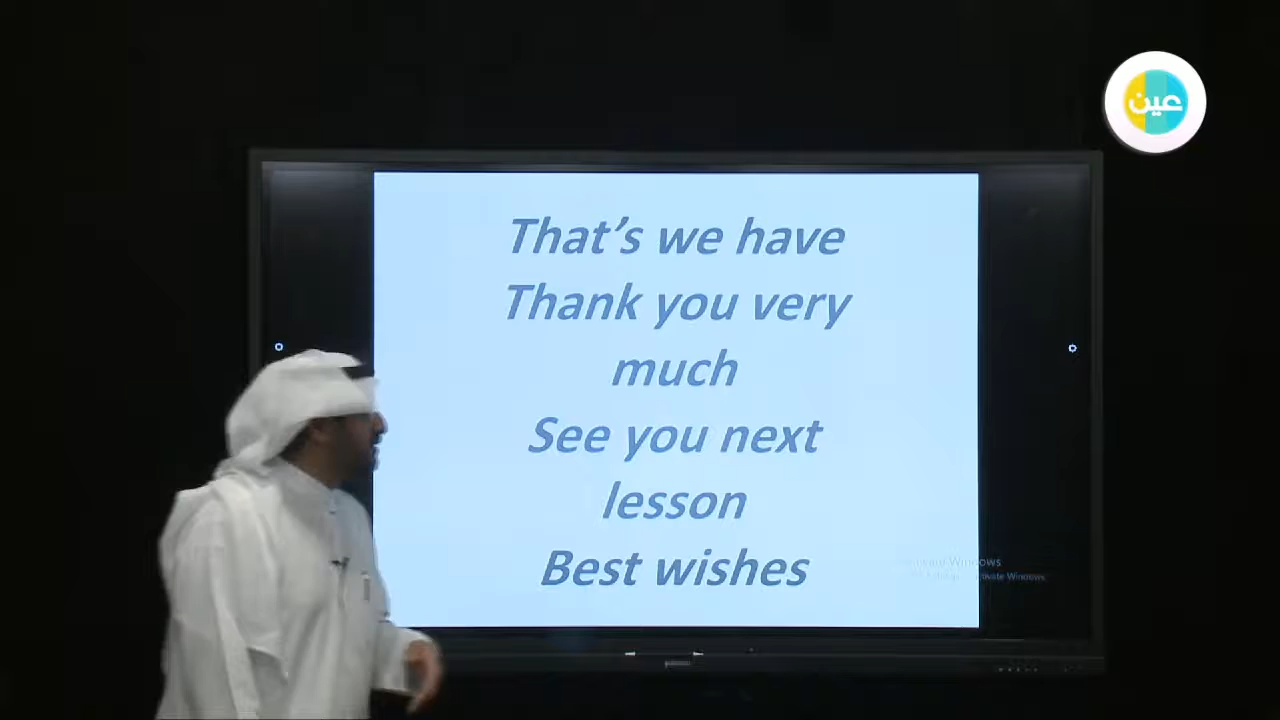 عين
That's we have
Thank you very
much
See you next
lesson
Best wishes